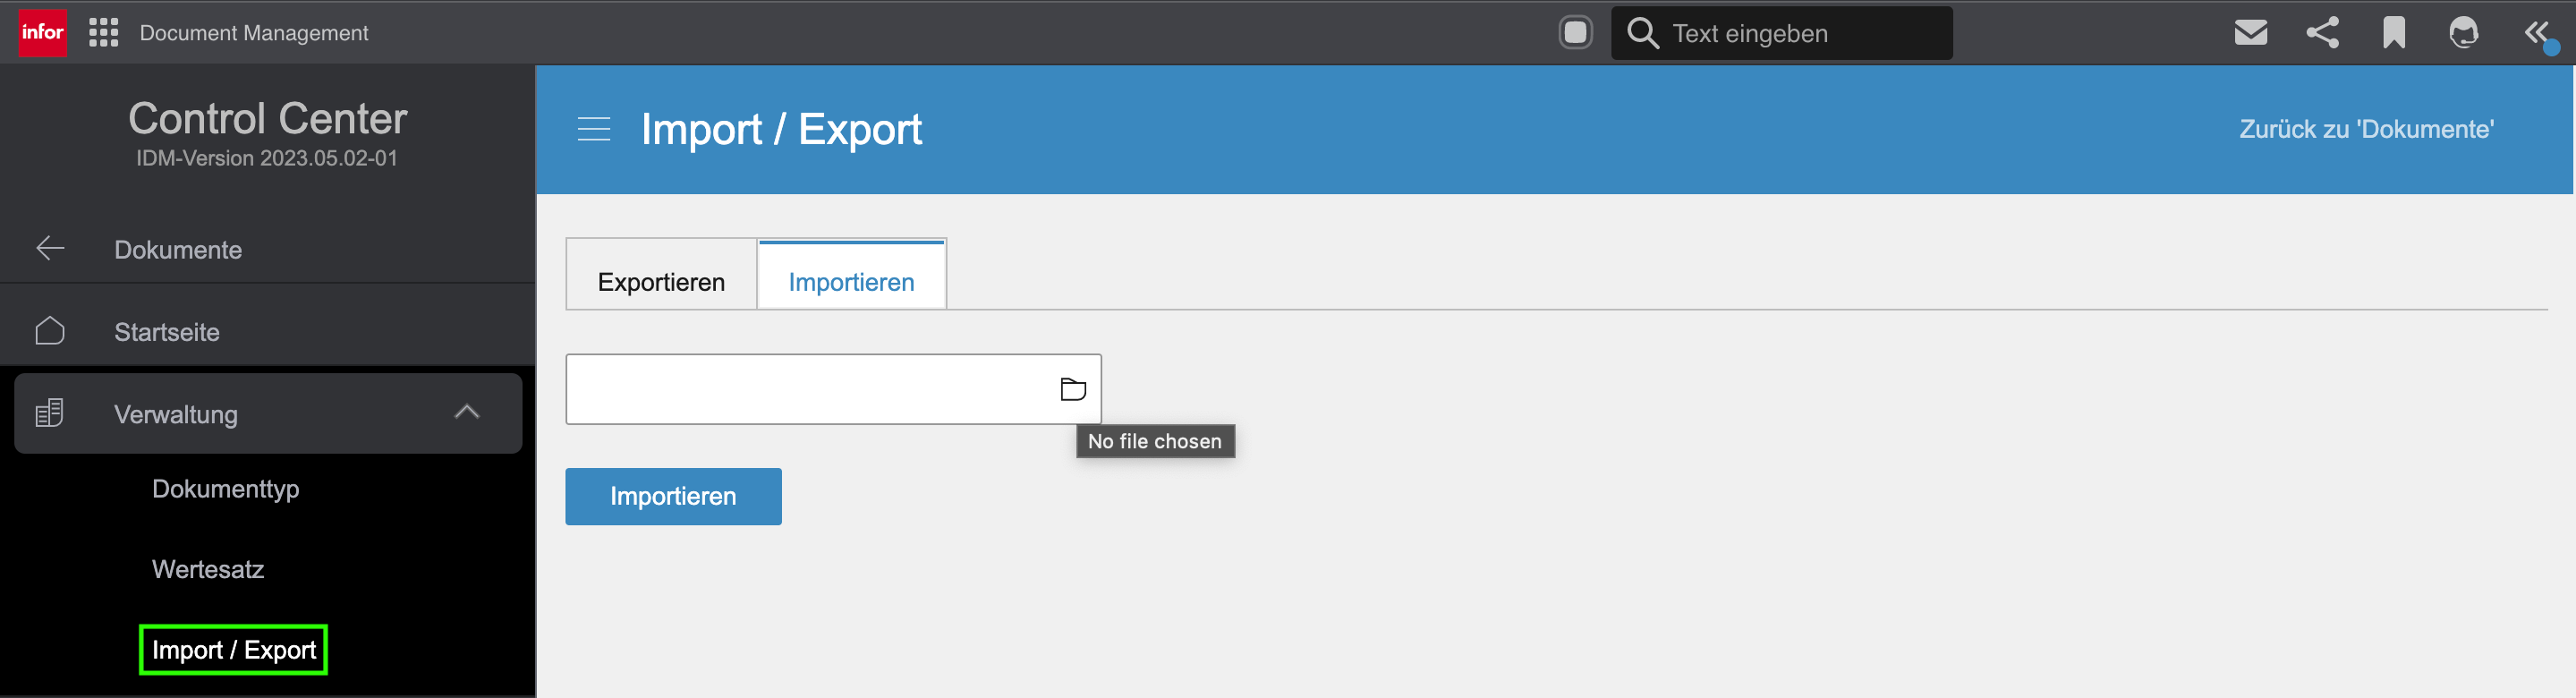 infor
Document Management
Text eingeben
Control Center
IDM-Version 2023.05.02-01
Dokumente
Startseite
Verwaltung
Dokumenttyp
Wertesatz
Import / Export
Import / Export
Zurück zu 'Dokumente'
Exportieren
Importieren
No file chosen
Importieren